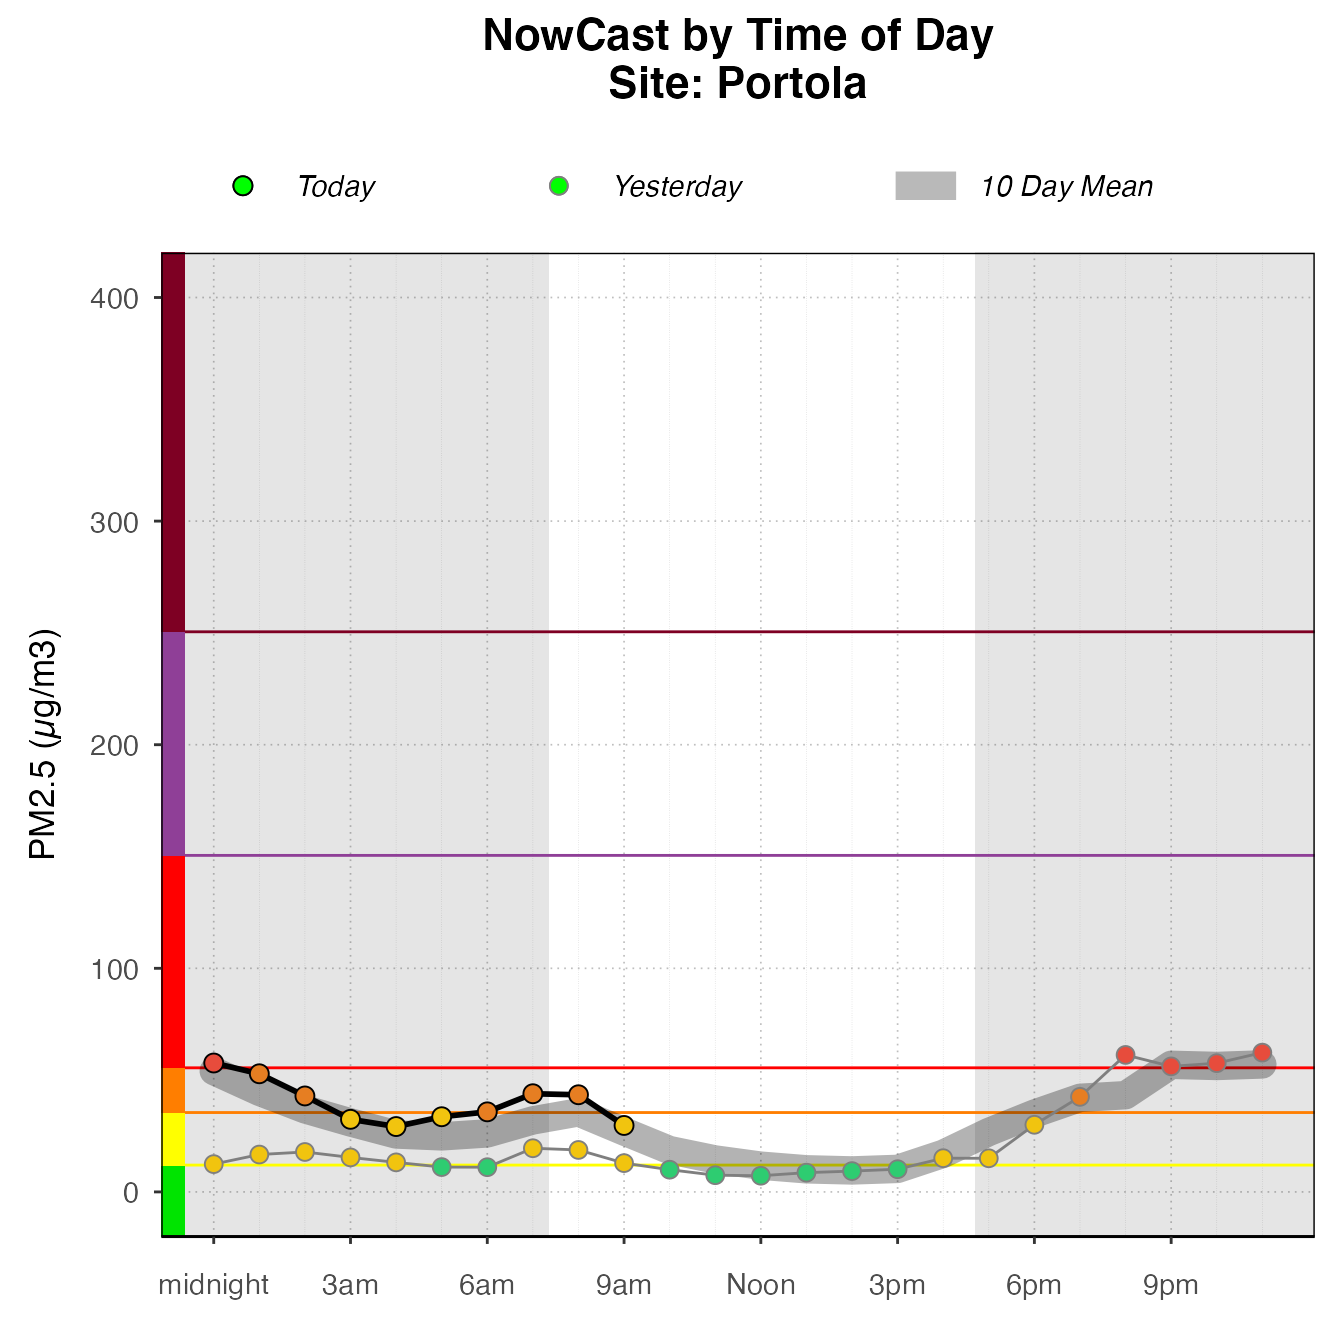 NowCast by Time of Day
Site: Portola
Today
Yesterday
10 Day Mean
400
300
200
100
0
PM2.5 (µg/m3)
midnight
3am
6am
9am
Noon
3pm
6pm
9pm